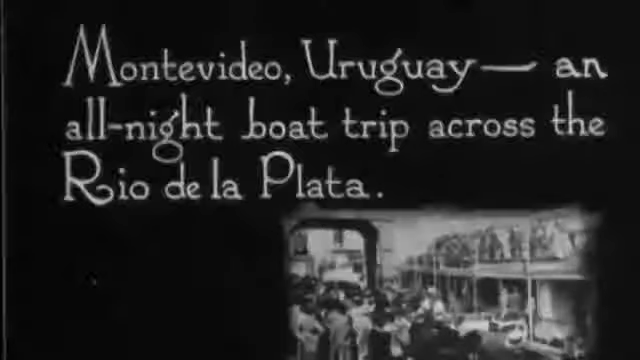 Montevideo, Uruguay — an
all-night boat trip across the
Rio de la Plata.